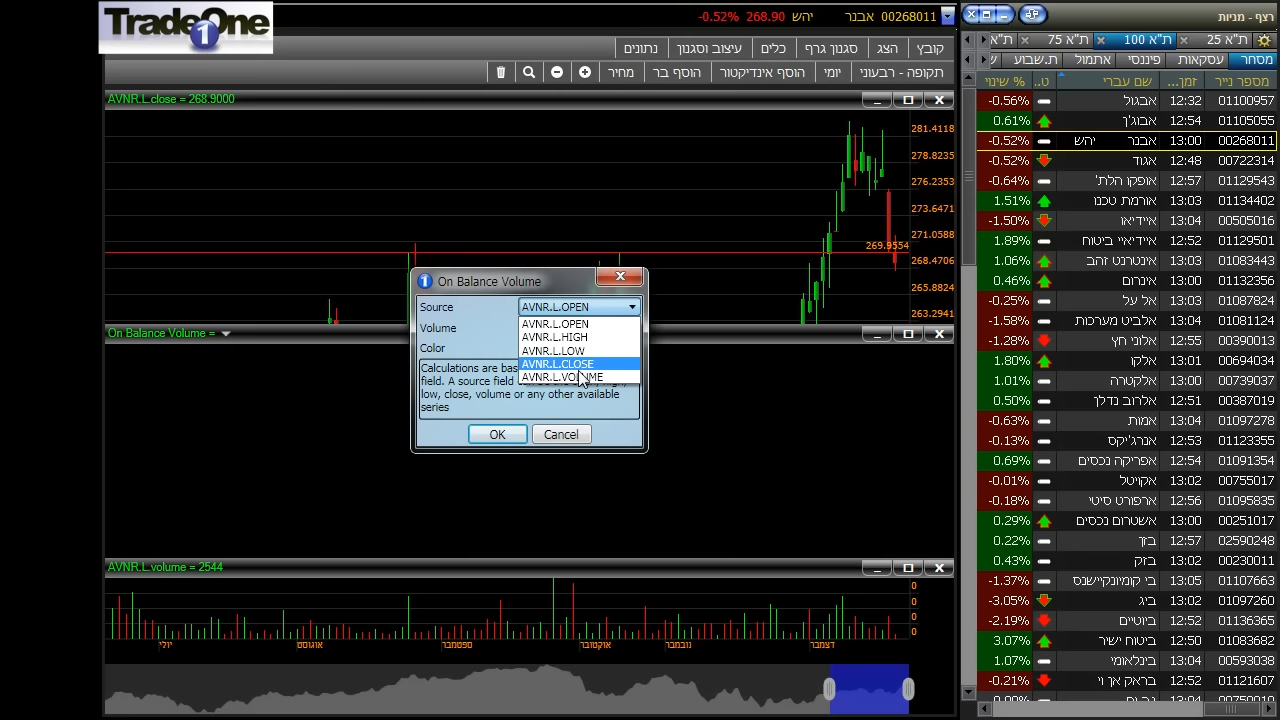 TradeOne
1
-0.52% 268.90 אבנר יהש 00268011
קובץ הצג סגנון גרף כלים עיצוב וסגנון נתונים
תקופה - רבעוני יומי הוסף אינדיקטור הוסף בר מחיר
AVNR.L.close = 268.9000
281.4118
278.8235
276.2353
273.6471
271.0588
269.9554
268.4706
265.8824
263.2941
On Balance Volume =
On Balance Volume
Source AVNR.L.OPEN
AVNR.L.OPEN
AVNR.L.HIGH
Volume
AVNR.L.LOW
Color
AVNR.L.CLOSE
AVNR.L.VOLUME
Calculations are
field. A source field
low, close, volume or any other available
series
OK Cancel
AVNR.L.volume = 2544
0
0
0
0
יולי אוגוסט ספטמבר אוקטובר נובמבר דצמבר
רצף - מניות
ת"א 25 ת"א 100 ת"א 75 ת"א
מסחר עסקאות אתמול פיננסי ת.שבוע
מספר נייר שם עברי זמן... ט.. % שינוי
01100957 אבגול 12:32 -0.56%
01105055 אבוג'ן 12:54 0.61%
00268011 אבנר יהש 13:00 -0.52%
00722314 אגוד 12:48 -0.52%
01129543 אופקו הלת' 12:57 -0.64%
01134402 אורמת טכנו 13:03 1.51%
00505016 איידיאו 13:04 -1.50%
01129501 איידיאיי ביטוח 12:52 1.89%
01083443 אינטרנט זהב 13:02 1.06%
01132356 אינרום 13:00 0.46%
01087824 אל על 13:03 -0.25%
01081124 אלביט מערכות 13:04 -1.58%
01082353 אלוני חץ 12:55 -1.28%
01094034 אלקו 13:01 1.80%
00739037 אלקטרה 12:57 1.01%
00387019 אלרוב נדלן 12:51 0.50%
01097278 אמות 13:04 -0.63%
01123355 אנרג'יקס 12:53 -0.13%
01091354 אפריקה נכסים 12:54 0.69%
00755017 אקויטל 13:02 -0.01%
01095835 ארפורט סיטי 12:56 -0.18%
00251017 אשטרום נכסים 13:00 0.29%
02590248 בזן 12:57 0.22%
00230011 בזק 13:02 0.43%
01107663 בי קומיונקיישנס 13:05 -1.37%
01097260 ביג 13:02 -3.05%
01136365 ביוטיים 12:52 -2.19%
01083682 ביטוח ישיר 12:50 3.07%
00593038 בינלאומי 13:04 1.07%
01121607 בראק אן וי 12:52 -0.21%